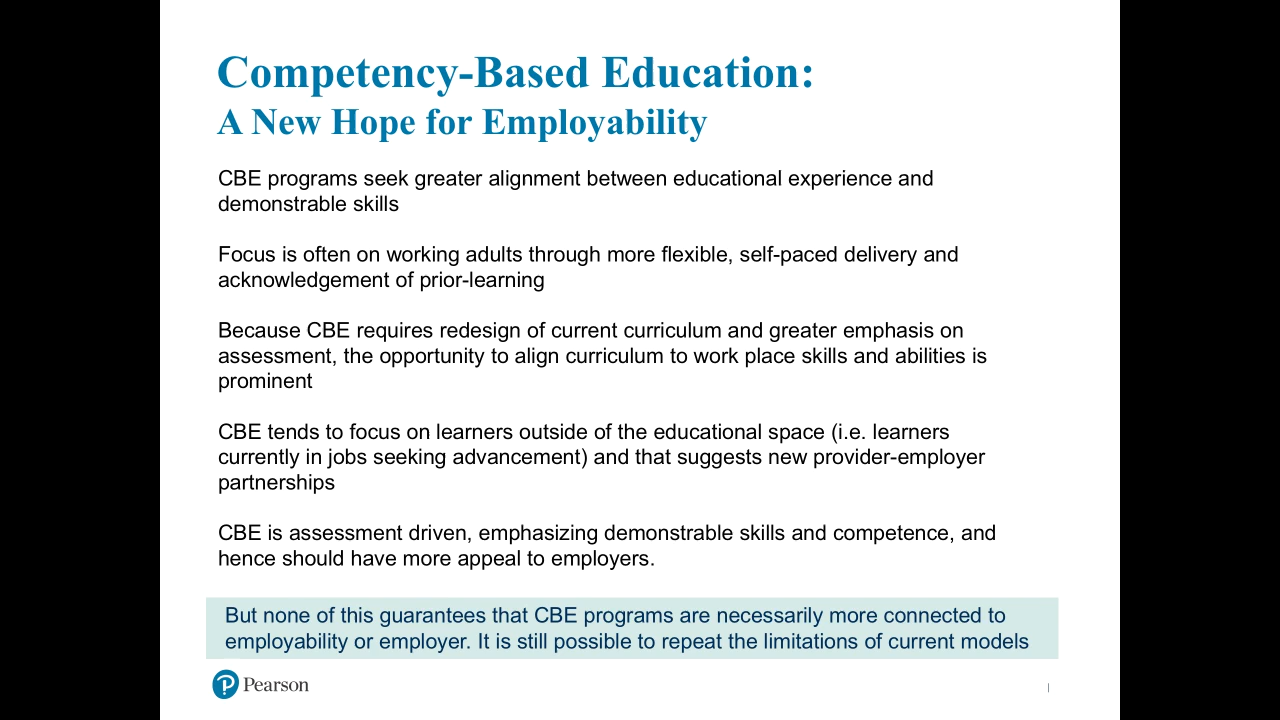 Competency-Based Education:
A New Hope for Employability
CBE programs seek greater alignment between educational experience and
demonstrable skills
Focus is often on working adults through more flexible, self-paced delivery and
acknowledgement of prior-learning
Because CBE requires redesign of current curriculum and greater emphasis on
assessment, the opportunity to align curriculum to work place skills and abilities is
prominent
CBE tends to focus on learners outside of the educational space (i.e. learners
currently in jobs seeking advancement) and that suggests new provider-employer
partnerships
CBE is assessment driven, emphasizing demonstrable skills and competence, and
hence should have more appeal to employers.
But none of this guarantees that CBE programs are necessarily more connected to
employability or employer. It is still possible to repeat the limitations of current models
Pearson